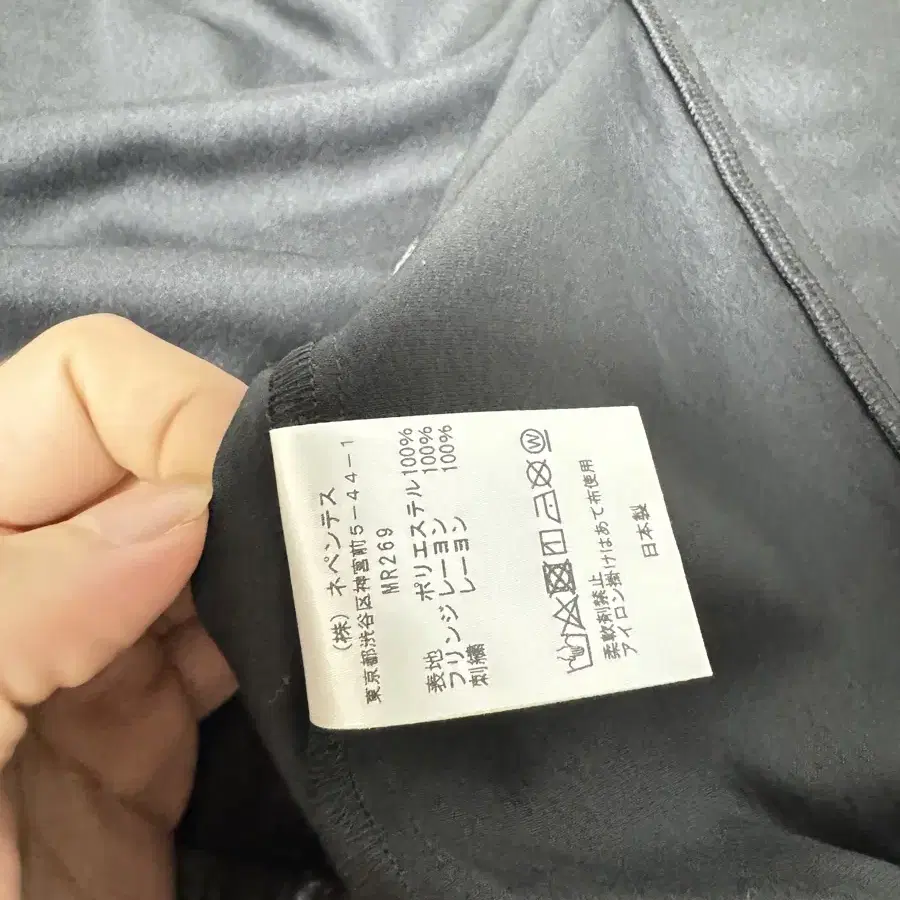 (株)ネペンテス
東京都渋谷区神宮前5-44-1
MR269
表地 ポリエステル100%
フリンジ レーヨン 100%
刺繍 レーヨン 100%
W
柔軟剤禁止
アイロン掛けはあて布使用
日本製